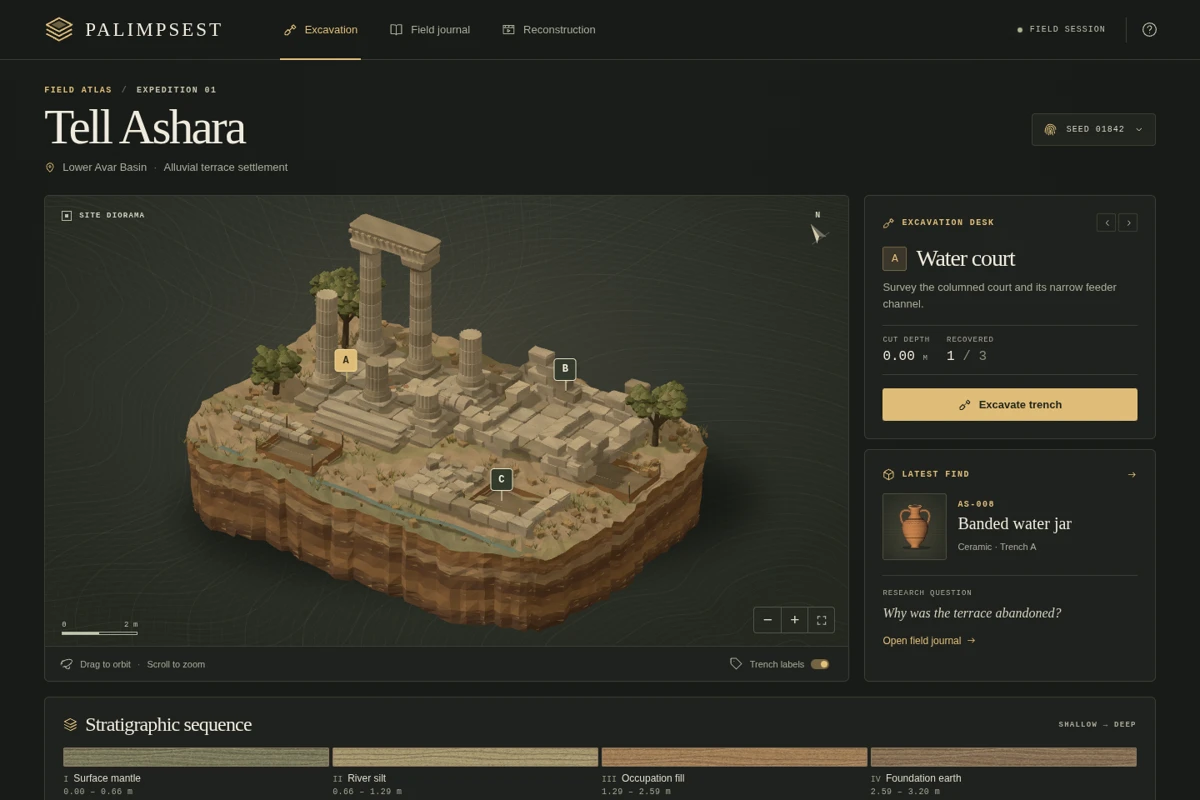 PALIMPSEST
Excavation
Field journal
Reconstruction
FIELD SESSION
FIELD ATLAS / EXPEDITION 01
Tell Ashara
Lower Avar Basin · Alluvial terrace settlement
SEED 01842
SITE DIORAMA
N
A
B
C
0 2 m
Drag to orbit · Scroll to zoom
Trench labels
EXCAVATION DESK
A Water court
Survey the columned court and its narrow feeder
channel.
CUT DEPTH RECOVERED
0.00 M 1 / 3
Excavate trench
LATEST FIND
AS-008
Banded water jar
Ceramic · Trench A
RESEARCH QUESTION
Why was the terrace abandoned?
Open field journal →
Stratigraphic sequence
SHALLOW → DEEP
I Surface mantle
0.00 – 0.66 m
II River silt
0.66 – 1.29 m
III Occupation fill
1.29 – 2.59 m
IV Foundation earth
2.59 – 3.20 m